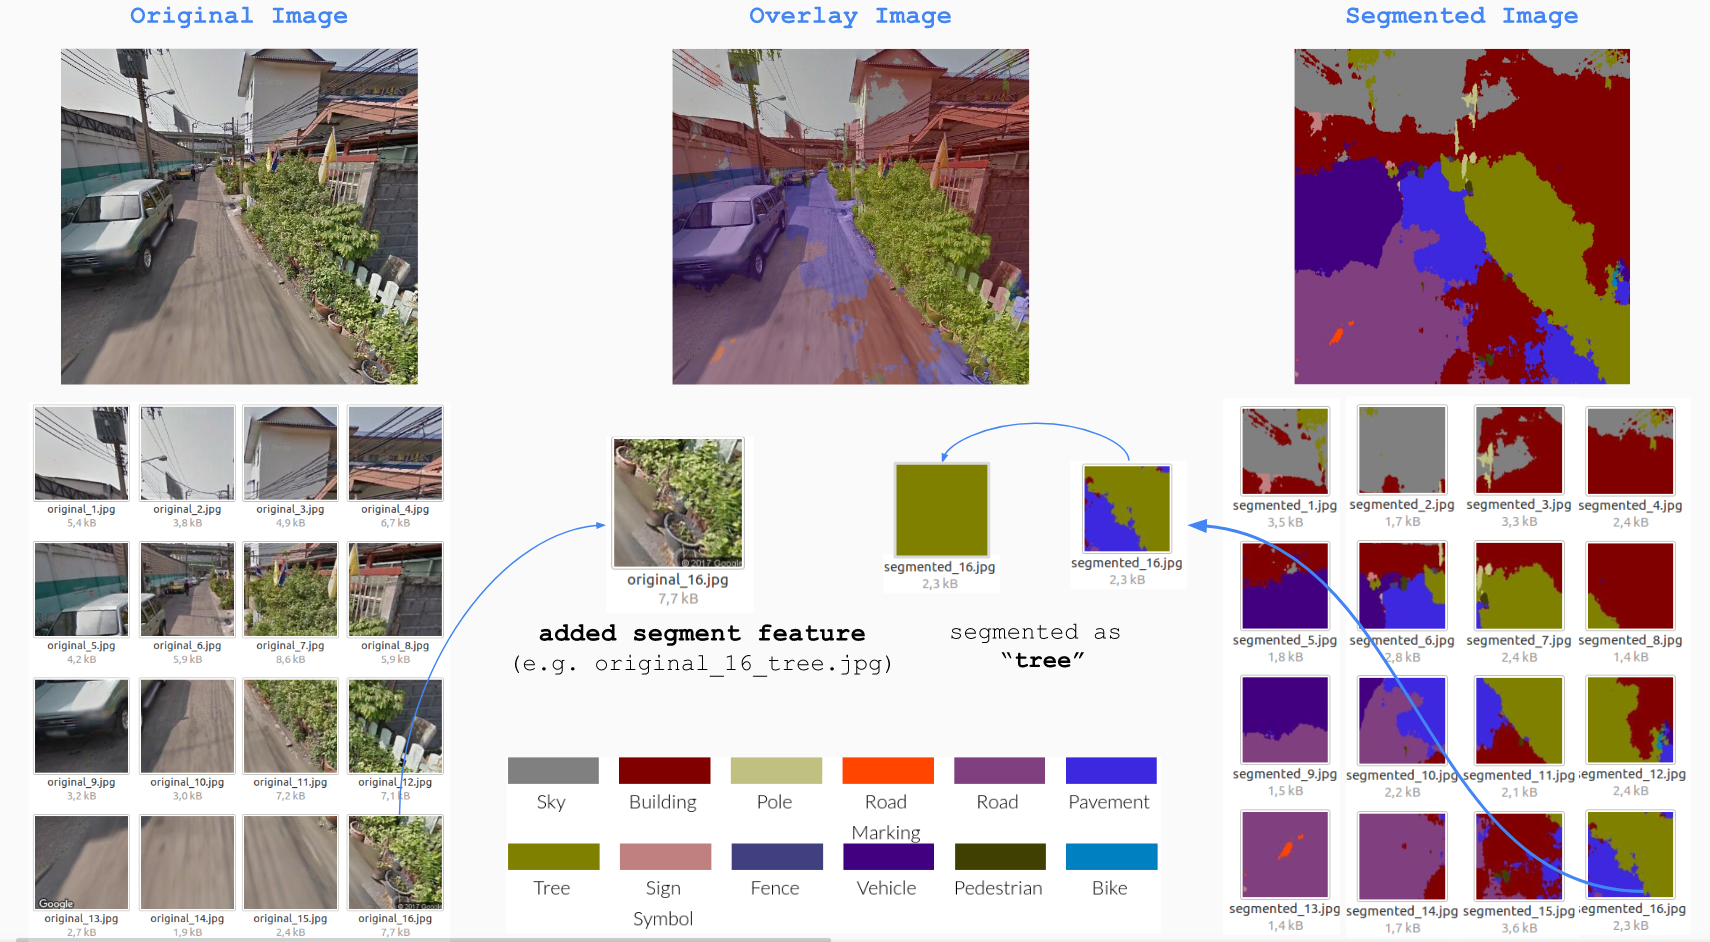 Original Image
Overlay Image
Segmented Image
original_1.jpg
5,4 kB
original_2.jpg
3,8 kB
original_3.jpg
4,9 kB
original_4.jpg
6,7 kB
original_5.jpg
4,2 kB
original_6.jpg
5,9 kB
original_7.jpg
8,6 kB
original_8.jpg
5,9 kB
original_9.jpg
3,2 kB
original_10.jpg
3,0 kB
original_11.jpg
7,2 kB
original_12.jpg
7,1 kB
Google
original_13.jpg
2,7 kB
original_14.jpg
1,9 kB
original_15.jpg
2,4 kB
© 2017 Google
original_16.jpg
7,7 kB
© 2017 Google
original_16.jpg
7,7 kB
added segment feature
(e.g. original_16_tree.jpg)
segmented_16.jpg
2,3 kB
segmented_16.jpg
2,3 kB
segmented as
“tree”
Sky
Building
Pole
Road
Marking
Road
Pavement
Tree
Sign
Symbol
Fence
Vehicle
Pedestrian
Bike
segmented_1.jpg
3,5 kB
segmented_2.jpg
1,7 kB
segmented_3.jpg
3,3 kB
segmented_4.jpg
2,4 kB
segmented_5.jpg
1,8 kB
segmented_6.jpg
2,8 kB
segmented_7.jpg
2,4 kB
segmented_8.jpg
1,4 kB
segmented_9.jpg
1,5 kB
segmented_10.jpg
2,2 kB
segmented_11.jpg
2,1 kB
segmented_12.jpg
2,4 kB
segmented_13.jpg
1,4 kB
segmented_14.jpg
1,7 kB
segmented_15.jpg
3,6 kB
egmented_16.jpg
2,3 kB